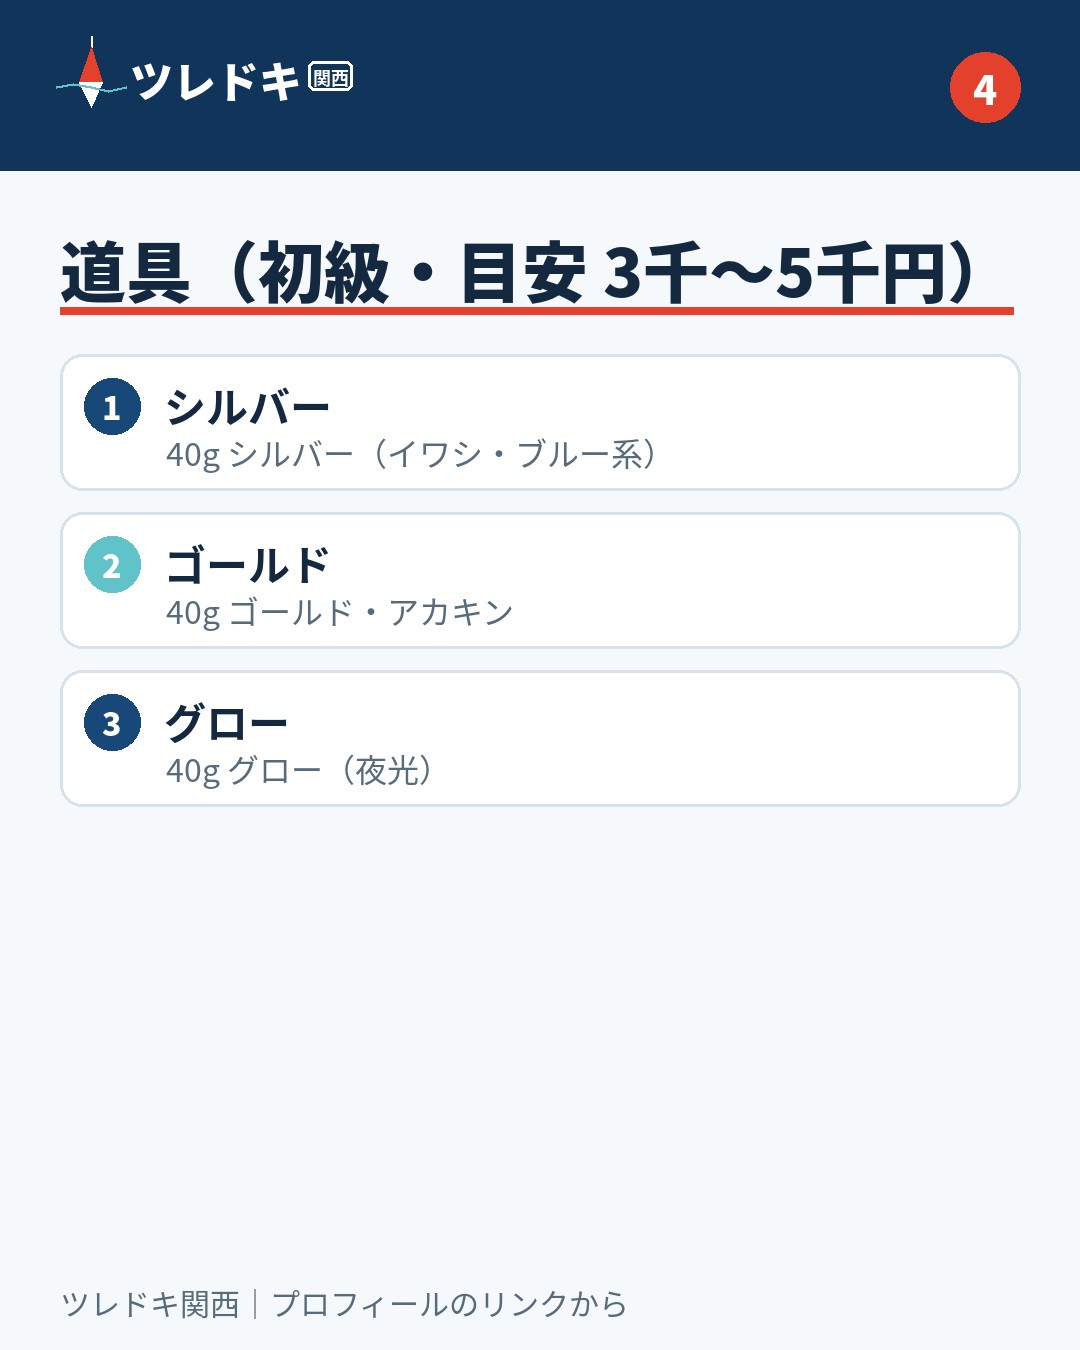 ツレドキ 関西
4
道具（初級・目安 3千〜5千円）
1 シルバー
40g シルバー（イワシ・ブルー系）
2 ゴールド
40g ゴールド・アカキン
3 グロー
40g グロー（夜光）
ツレドキ関西｜プロフィールのリンクから